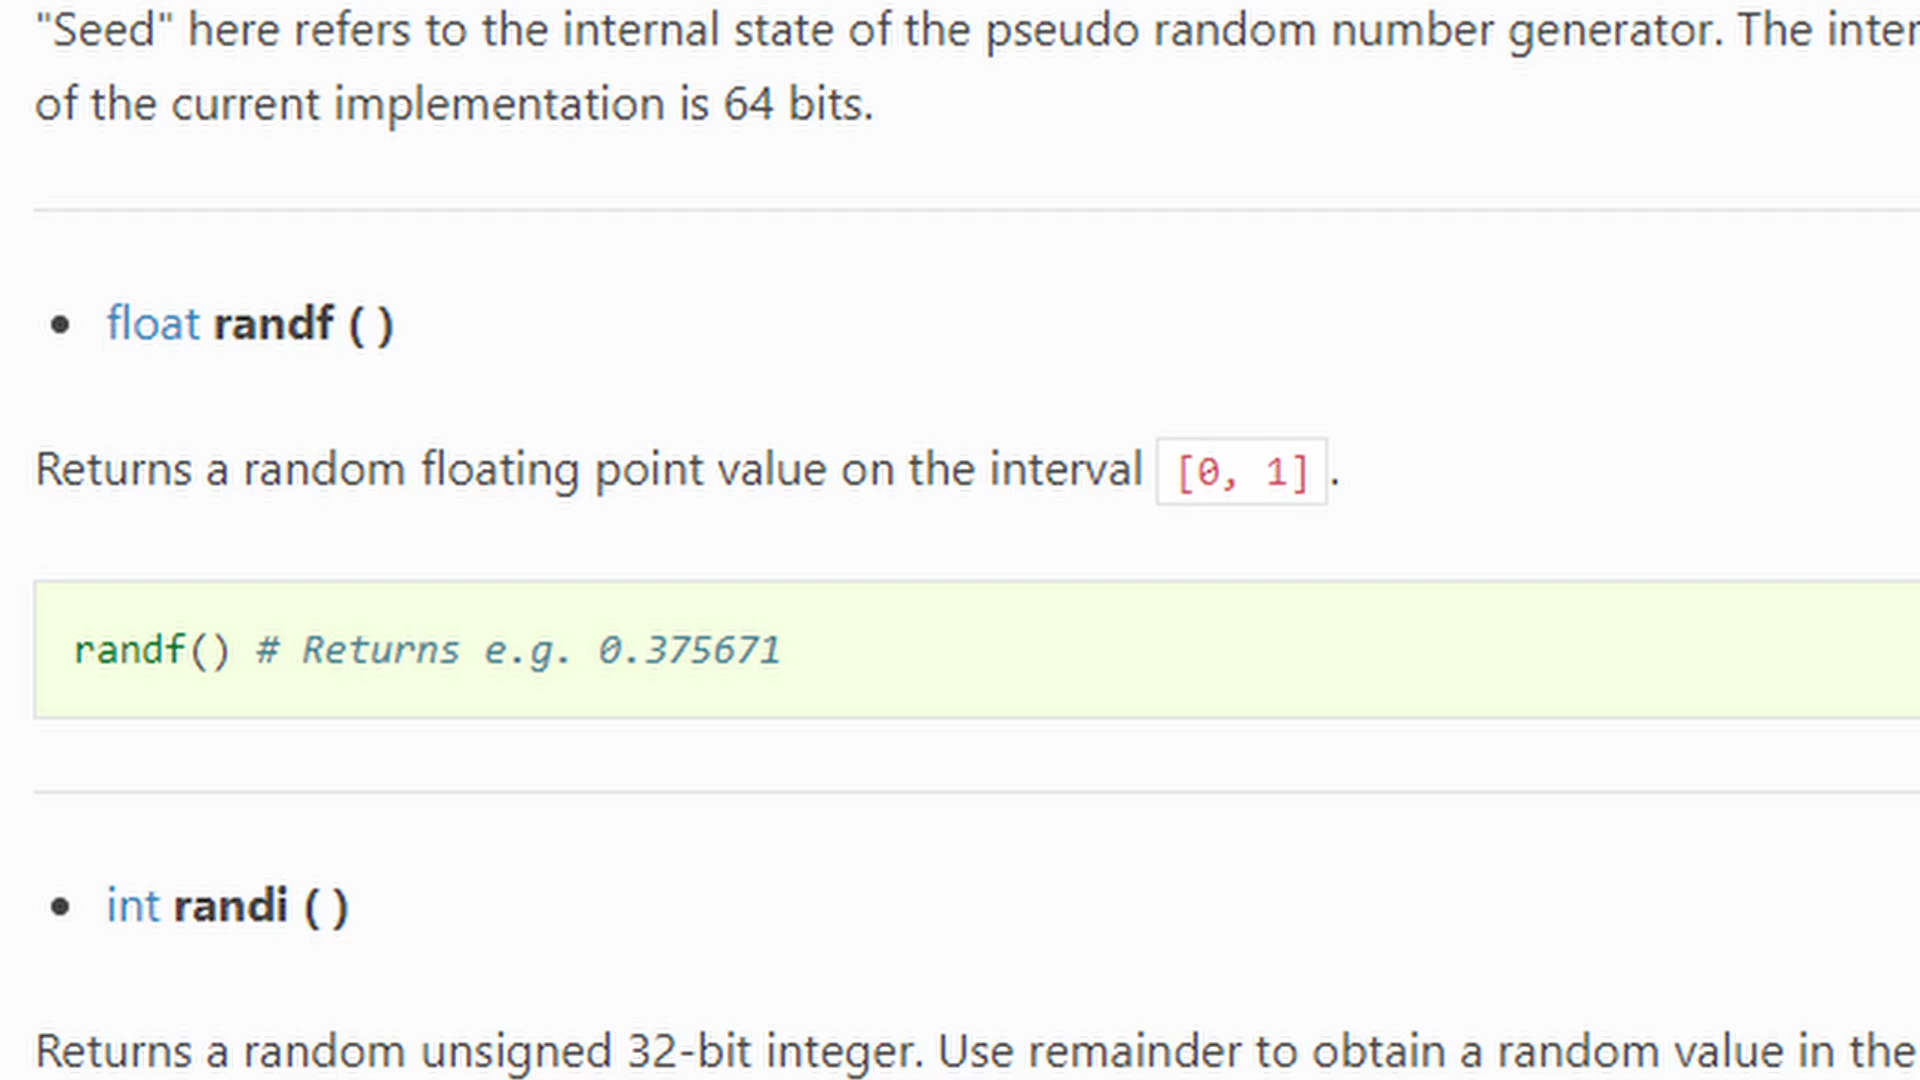 "Seed" here refers to the internal state of the pseudo random number generator. The inter
of the current implementation is 64 bits.
• float randf ( )
Returns a random floating point value on the interval [0, 1].
randf() # Returns e.g. 0.375671
• int randi ( )
Returns a random unsigned 32-bit integer. Use remainder to obtain a random value in the